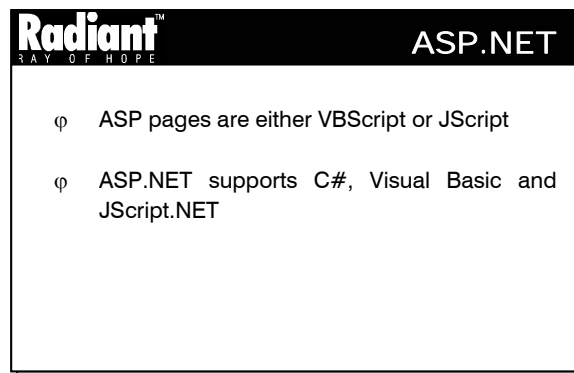 Radiant™
RAY OF HOPE
ASP.NET
φ ASP pages are either VBScript or JScript
φ ASP.NET supports C#, Visual Basic and
JScript.NET